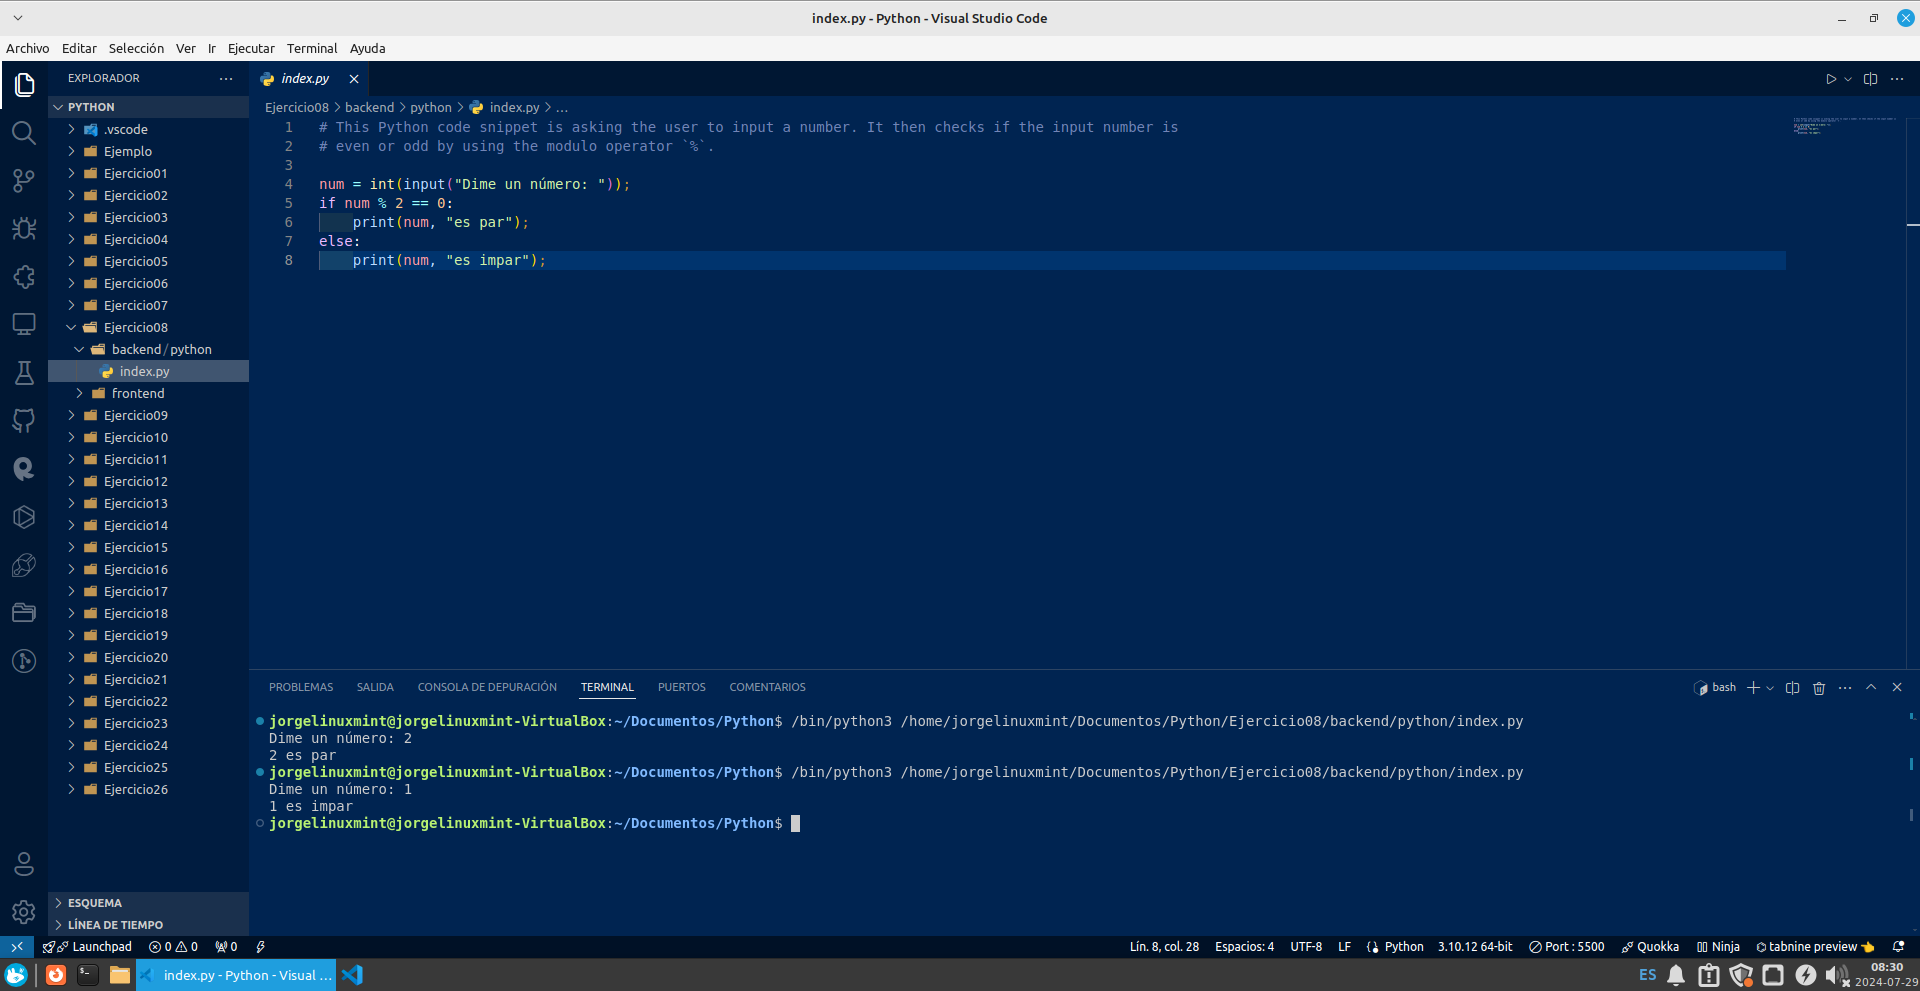 index.py - Python - Visual Studio Code
Archivo Editar Selección Ver Ir Ejecutar Terminal Ayuda
EXPLORADOR
PYTHON
.vscode
Ejemplo
Ejercicio01
Ejercicio02
Ejercicio03
Ejercicio04
Ejercicio05
Ejercicio06
Ejercicio07
Ejercicio08
backend/python
index.py
frontend
Ejercicio09
Ejercicio10
Ejercicio11
Ejercicio12
Ejercicio13
Ejercicio14
Ejercicio15
Ejercicio16
Ejercicio17
Ejercicio18
Ejercicio19
Ejercicio20
Ejercicio21
Ejercicio22
Ejercicio23
Ejercicio24
Ejercicio25
Ejercicio26
ESQUEMA
LÍNEA DE TIEMPO
index.py
Ejercicio08 > backend > python > index.py > ...
1 # This Python code snippet is asking the user to input a number. It then checks if the input number is
2 # even or odd by using the modulo operator `%`.
3
4 num = int(input("Dime un número: "));
5 if num % 2 == 0:
6 print(num, "es par");
7 else:
8 print(num, "es impar");
PROBLEMAS SALIDA CONSOLA DE DEPURACIÓN TERMINAL PUERTOS COMENTARIOS
bash
jorgelinuxmint@jorgelinuxmint-VirtualBox:~/Documentos/Python$ /bin/python3 /home/jorgelinuxmint/Documentos/Python/Ejercicio08/backend/python/index.py
Dime un número: 2
2 es par
jorgelinuxmint@jorgelinuxmint-VirtualBox:~/Documentos/Python$ /bin/python3 /home/jorgelinuxmint/Documentos/Python/Ejercicio08/backend/python/index.py
Dime un número: 1
1 es impar
jorgelinuxmint@jorgelinuxmint-VirtualBox:~/Documentos/Python$
Launchpad 0 0 0 Lín. 8, col. 28 Espacios: 4 UTF-8 LF Python 3.10.12 64-bit Port : 5500 Quokka Ninja tabnine preview
index.py - Python - Visual ...
ES
08:30
2024-07-29